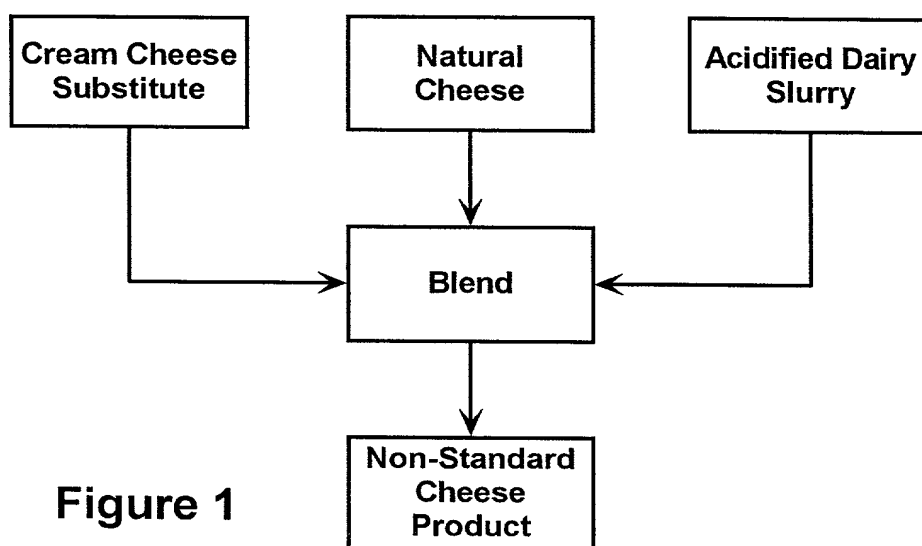 Cream Cheese
Substitute
Natural
Cheese
Acidified Dairy
Slurry
Blend
Non-Standard
Cheese
Product
Figure 1